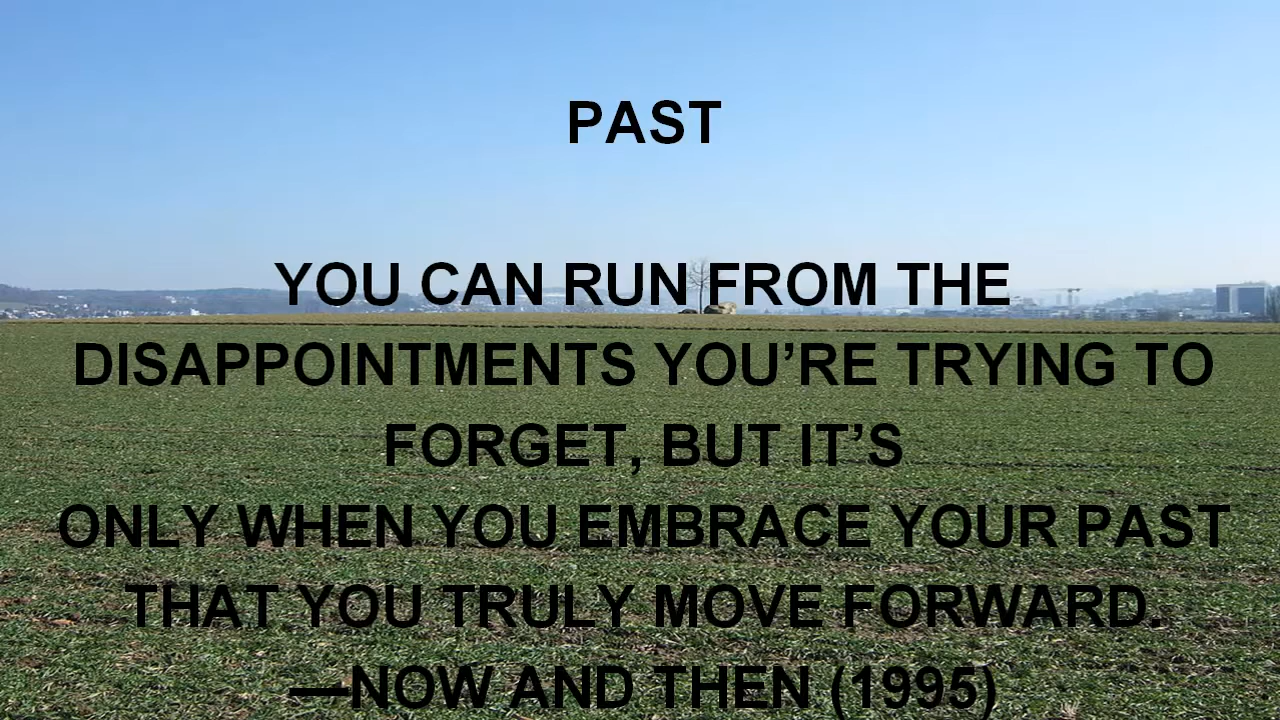 PAST
YOU CAN RUN FROM THE
DISAPPOINTMENTS YOU’RE TRYING TO
FORGET, BUT IT’S
ONLY WHEN YOU EMBRACE YOUR PAST
THAT YOU TRULY MOVE FORWARD.
—NOW AND THEN (1995)